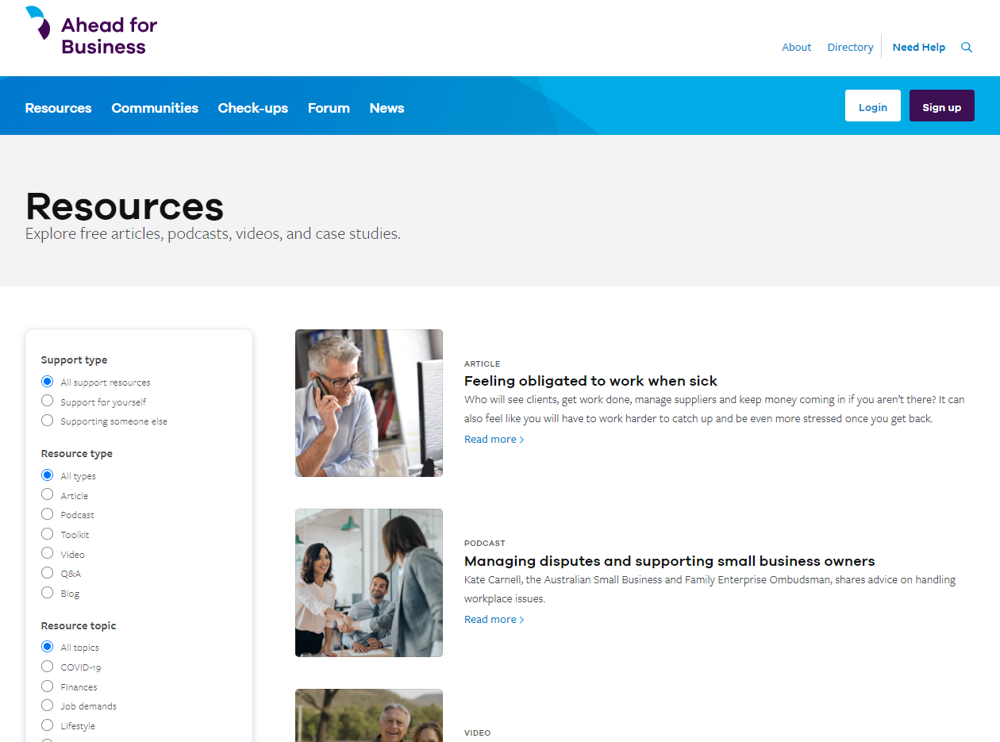 Ahead for
Business
About
Directory
Need Help
Resources
Communities
Check-ups
Forum
News
Login
Sign up
Resources
Explore free articles, podcasts, videos, and case studies.
Support type
All support resources
Support for yourself
Supporting someone else
Resource type
All types
Article
Podcast
Toolkit
Video
Q&A
Blog
Resource topic
All topics
COVID-19
Finances
Job demands
Lifestyle
ARTICLE
Feeling obligated to work when sick
Who will see clients, get work done, manage suppliers and keep money coming in if you aren't there? It can
also feel like you will have to work harder to catch up and be even more stressed once you get back.
Read more >
PODCAST
Managing disputes and supporting small business owners
Kate Carnell, the Australian Small Business and Family Enterprise Ombudsman, shares advice on handling
workplace issues.
Read more >
VIDEO